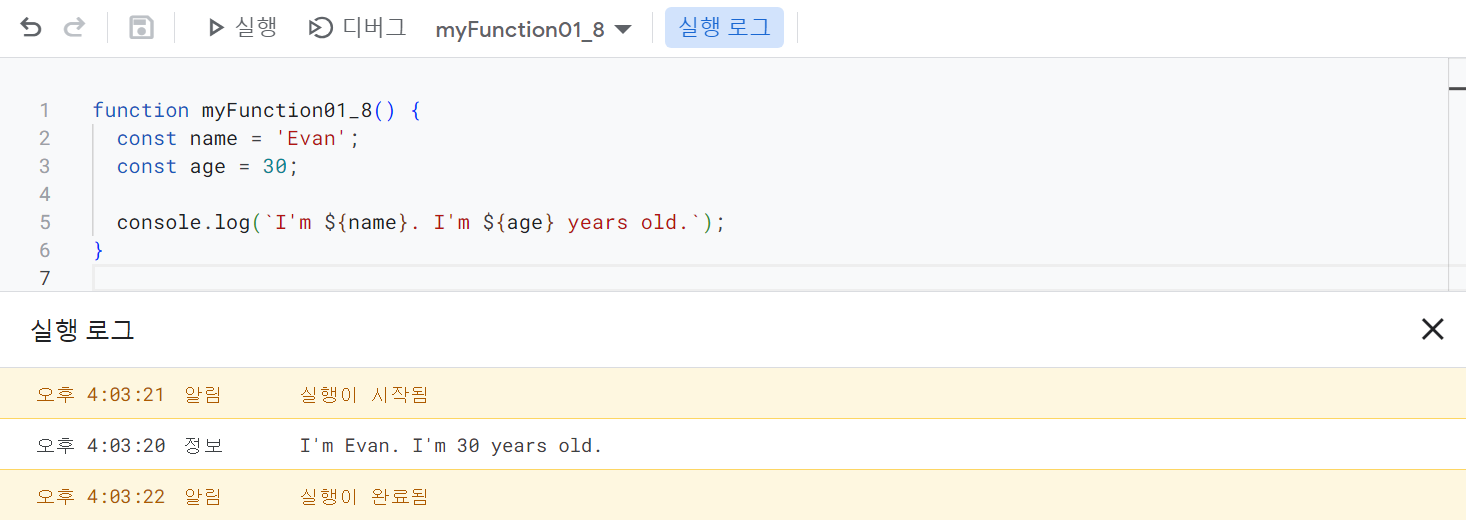 실행 디버그 myFunction01_8 실행 로그
1 function myFunction01_8() {
2 const name = 'Evan';
3 const age = 30;
4
5 console.log(`I'm ${name}. I'm ${age} years old.`);
6 }
7
실행 로그
오후 4:03:21 알림 실행이 시작됨
오후 4:03:20 정보 I'm Evan. I'm 30 years old.
오후 4:03:22 알림 실행이 완료됨